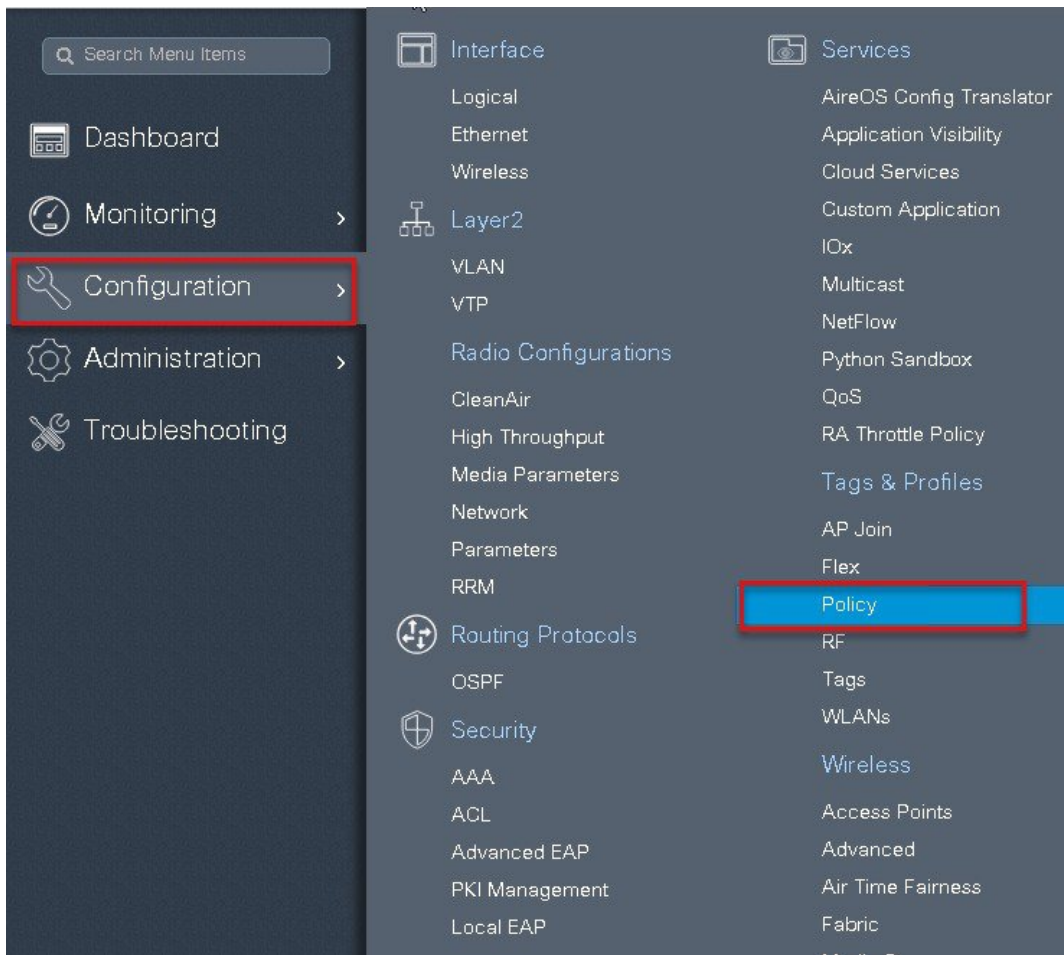 Search Menu Items
Dashboard
Monitoring
Configuration
Administration
Troubleshooting
Interface
Logical
Ethernet
Wireless
Layer2
VLAN
VTP
Radio Configurations
CleanAir
High Throughput
Media Parameters
Network
Parameters
RRM
Routing Protocols
OSPF
Security
AAA
ACL
Advanced EAP
PKI Management
Local EAP
Services
AireOS Config Translator
Application Visibility
Cloud Services
Custom Application
IOx
Multicast
NetFlow
Python Sandbox
QoS
RA Throttle Policy
Tags & Profiles
AP Join
Flex
Policy
RF
Tags
WLANs
Wireless
Access Points
Advanced
Air Time Fairness
Fabric